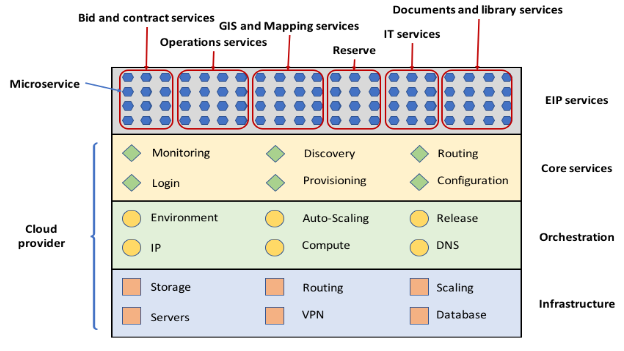 Documents and library services
Bid and contract services
GIS and Mapping services
IT services
Operations services
Reserve
Microservice
EIP services
Monitoring
Discovery
Routing
Core services
Login
Provisioning
Configuration
Cloud
provider
Environment
Auto-Scaling
Release
Orchestration
IP
Compute
DNS
Storage
Routing
Scaling
Infrastructure
Servers
VPN
Database